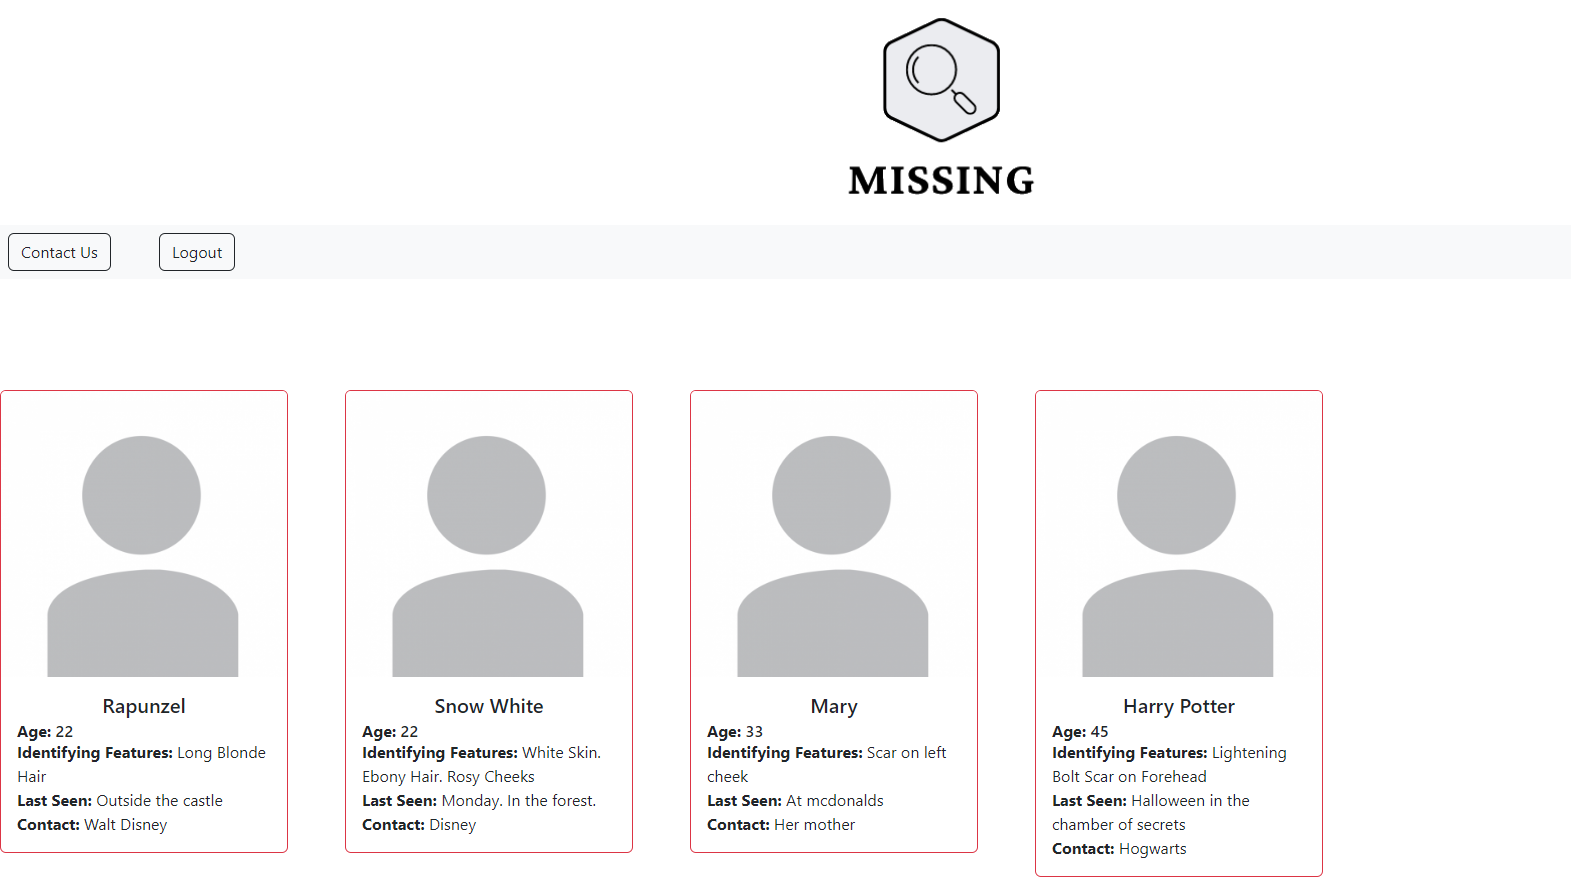 MISSING
Contact Us
Logout
Rapunzel
Age: 22
Identifying Features: Long Blonde
Hair
Last Seen: Outside the castle
Contact: Walt Disney
Snow White
Age: 22
Identifying Features: White Skin.
Ebony Hair. Rosy Cheeks
Last Seen: Monday. In the forest.
Contact: Disney
Mary
Age: 33
Identifying Features: Scar on left
cheek
Last Seen: At mcdonalds
Contact: Her mother
Harry Potter
Age: 45
Identifying Features: Lightening
Bolt Scar on Forehead
Last Seen: Halloween in the
chamber of secrets
Contact: Hogwarts